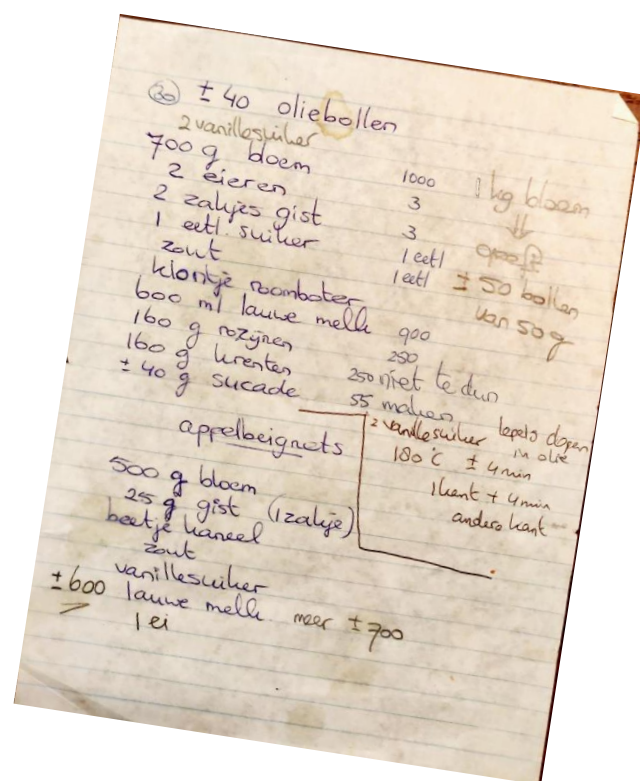 30 ± 40 oliebollen
2 vanillesuiker
700 g bloem 1000 1 kg bloem
2 eieren 3 ⇓
2 zakjes gist 3 geeft
1 eetl. suiker 1 eetl ± 50 bollen
zout 1 eetl van 50 g
klontje roomboter
600 ml lauwe melk 900
160 g rozijnen 250
160 g krenten 250 niet te dun
± 40 g sucade 55 maken lepels dopen
2 vanillesuiker in olie
180°C ± 4 min
1 kant + 4 min
andere kant
appelbeignets
500 g bloem
25 g gist (1 zakje)
beetje kaneel
zout
vanillesuiker
±600 lauwe melk meer ±700
1 ei